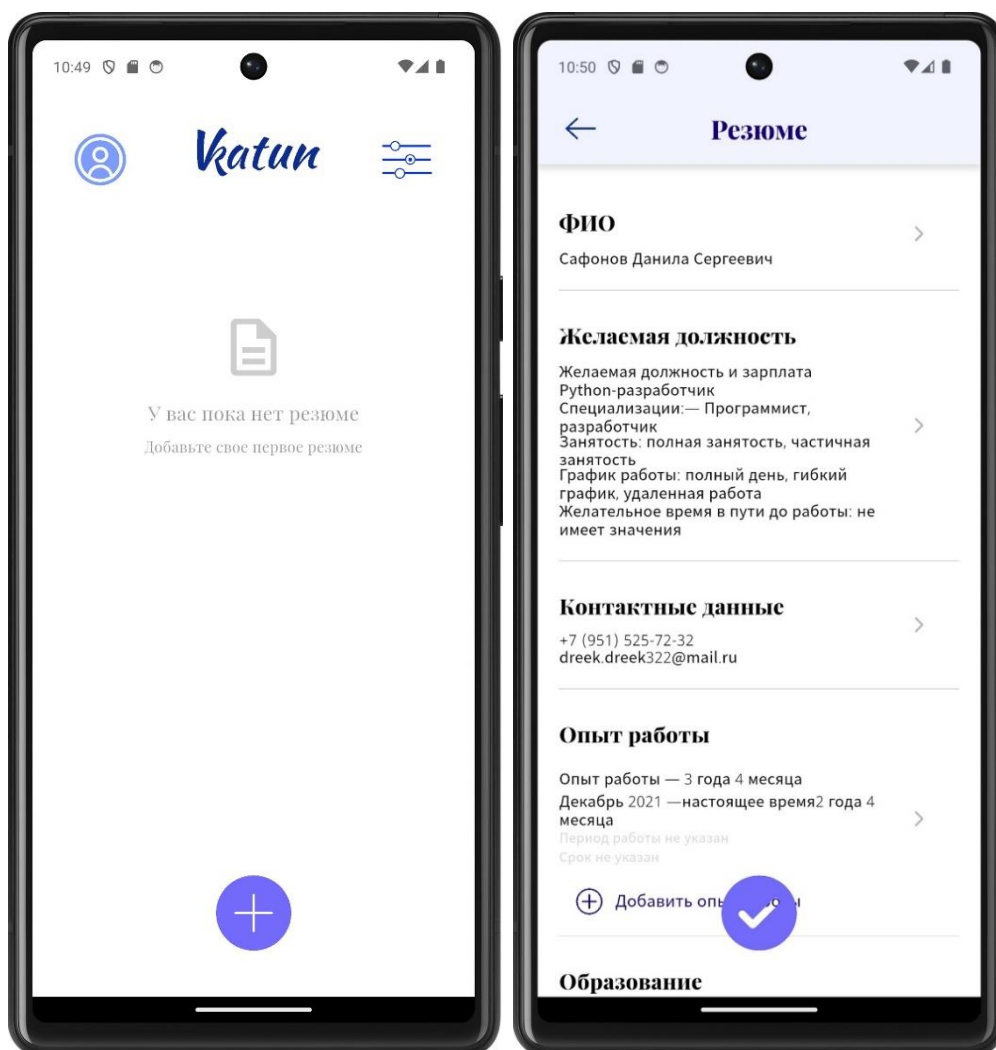 10:49
Vkatun
У вас пока нет резюме
Добавьте свое первое резюме
10:50
Резюме
ФИО
Сафонов Данила Сергеевич
Желаемая должность
Желаемая должность и зарплата
Python-разработчик
Специализации:— Программист,
разработчик
Занятость: полная занятость, частичная
занятость
График работы: полный день, гибкий
график, удаленная работа
Желательное время в пути до работы: не
имеет значения
Контактные данные
+7 (951) 525-72-32
dreek.dreek322@mail.ru
Опыт работы
Опыт работы — 3 года 4 месяца
Декабрь 2021 —настоящее время2 года 4
месяца
Период работы не указан
Срок не указан
Добавить
Образование